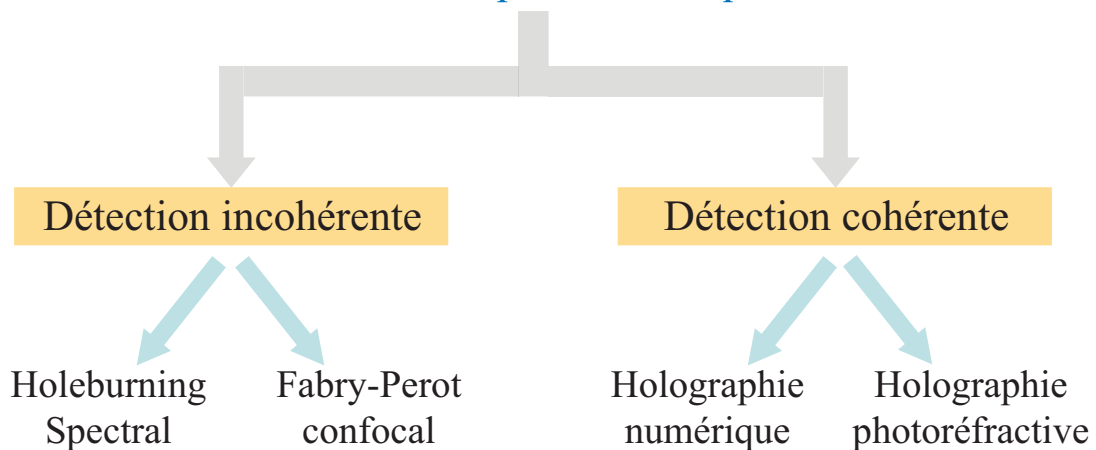 Détection incohérente
Détection cohérente
Holeburning
Spectral
Fabry-Perot
confocal
Holographie
numérique
Holographie
photoréfractive